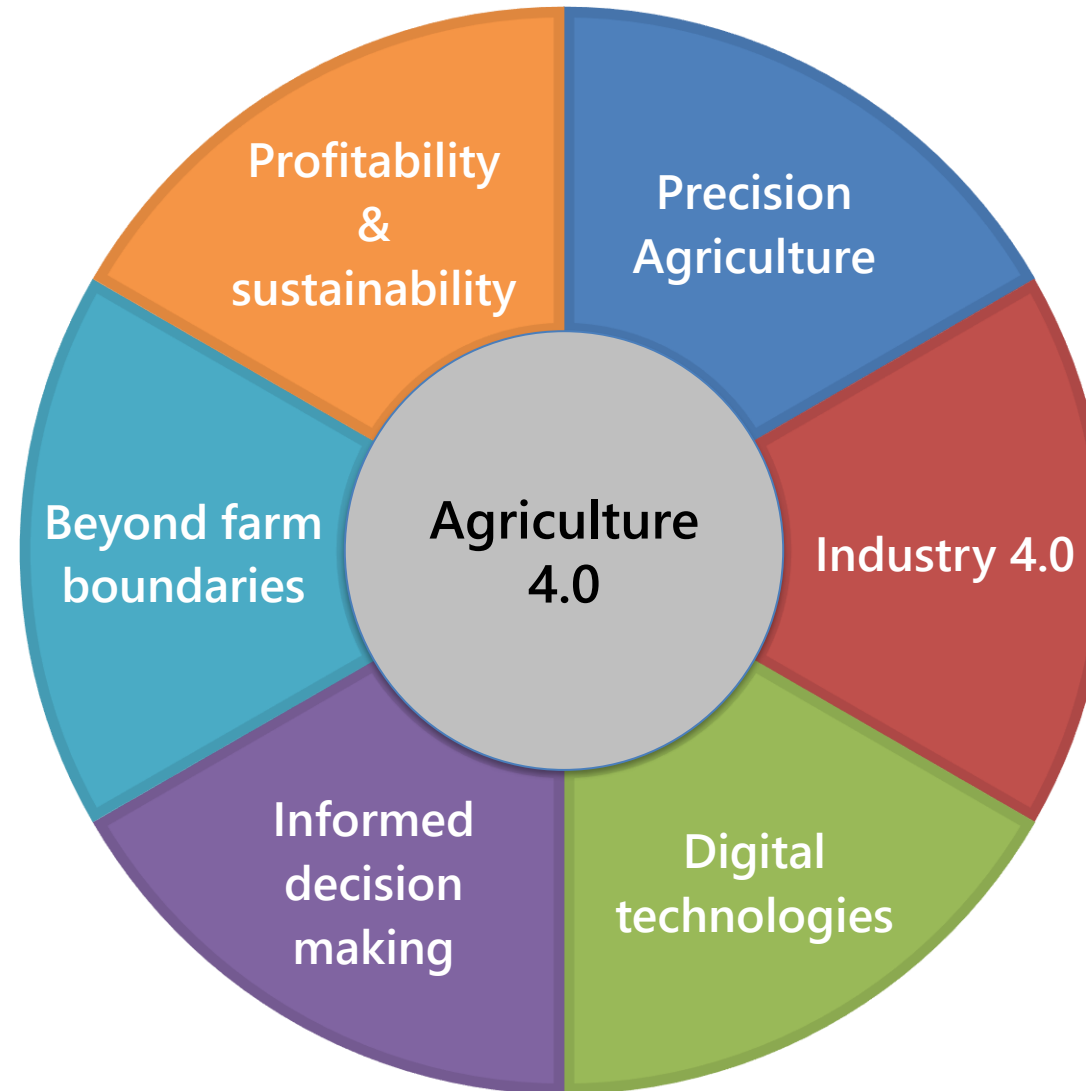 Profitability
&
sustainability
Precision
Agriculture
Beyond farm
boundaries
Agriculture
4.0
Industry 4.0
Informed
decision
making
Digital
technologies